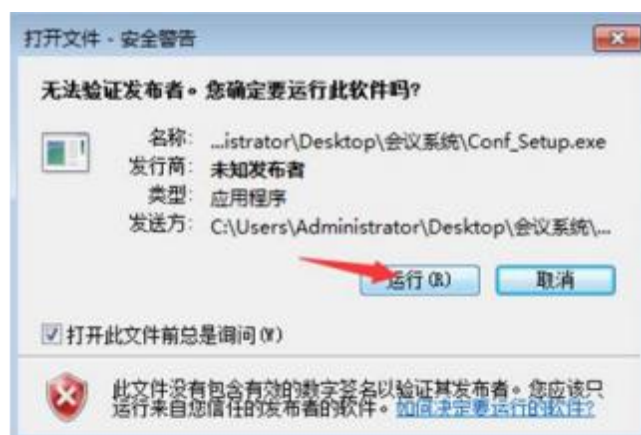 打开文件 - 安全警告
无法验证发布者。您确定要运行此软件吗?
名称: ...istrator\Desktop\会议系统\Conf_Setup.exe
发行商: 未知发布者
类型: 应用程序
发送方: C:\Users\Administrator\Desktop\会议系统\...
运行(R) 取消
打开此文件前总是询问(W)
此文件没有包含有效的数字签名以验证其发布者。您应该只
运行来自您信任的发布者的软件。如何决定要运行的软件?